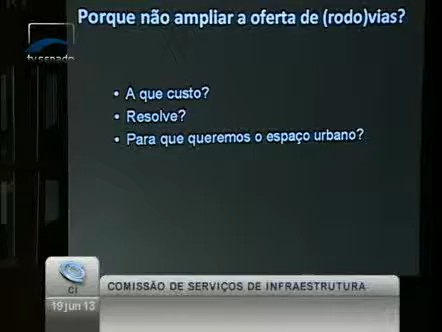 Porque não ampliar a oferta de (rodo)vias?
tv senado
• A que custo?
• Resolve?
• Para que queremos o espaço urbano?
CI
COMISSÃO DE SERVIÇOS DE INFRAESTRUTURA
19 jun 13